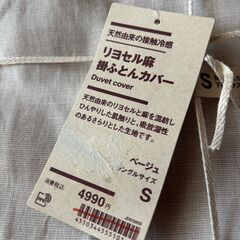 天然由来の接触冷感
リヨセル麻
掛ふとんカバー
Duvet cover
天然由来のリヨセルと麻を混紡し
ひんやりした肌触りと、吸放湿性
のあるさらりとした生地です。
ベージュ
シングルサイズ
S
消費税込
4990円
S